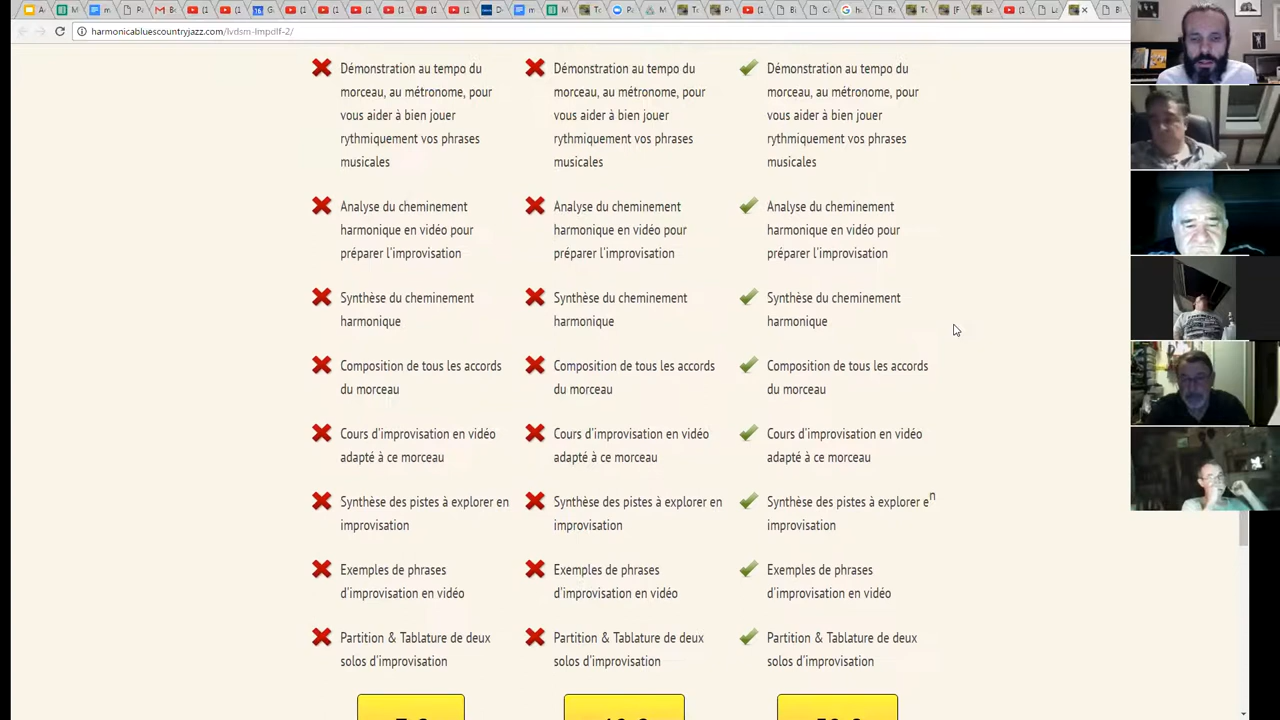 harmonicabluescountryjazz.com/lvdsm-lmpdlf-2/
Démonstration au tempo du
morceau, au métronome, pour
vous aider à bien jouer
rythmiquement vos phrases
musicales
Démonstration au tempo du
morceau, au métronome, pour
vous aider à bien jouer
rythmiquement vos phrases
musicales
Démonstration au tempo du
morceau, au métronome, pour
vous aider à bien jouer
rythmiquement vos phrases
musicales
Analyse du cheminement
harmonique en vidéo pour
préparer l'improvisation
Analyse du cheminement
harmonique en vidéo pour
préparer l'improvisation
Analyse du cheminement
harmonique en vidéo pour
préparer l'improvisation
Synthèse du cheminement
harmonique
Synthèse du cheminement
harmonique
Synthèse du cheminement
harmonique
Composition de tous les accords
du morceau
Composition de tous les accords
du morceau
Composition de tous les accords
du morceau
Cours d'improvisation en vidéo
adapté à ce morceau
Cours d'improvisation en vidéo
adapté à ce morceau
Cours d'improvisation en vidéo
adapté à ce morceau
Synthèse des pistes à explorer en
improvisation
Synthèse des pistes à explorer en
improvisation
Synthèse des pistes à explorer en
improvisation
Exemples de phrases
d'improvisation en vidéo
Exemples de phrases
d'improvisation en vidéo
Exemples de phrases
d'improvisation en vidéo
Partition & Tablature de deux
solos d'improvisation
Partition & Tablature de deux
solos d'improvisation
Partition & Tablature de deux
solos d'improvisation